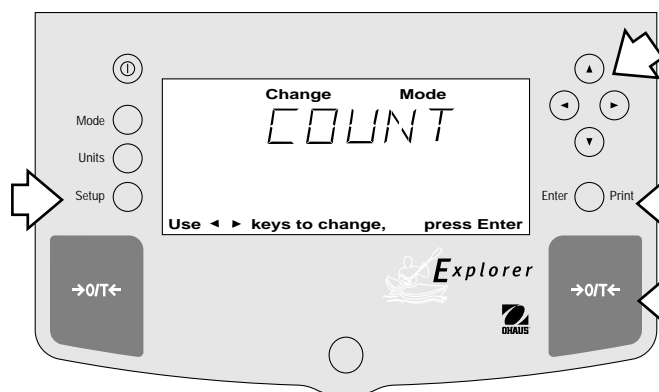 Change Mode
COUNT
Mode
Units
Setup
Use ◄ ► keys to change, press Enter
Enter Print
→0/T←
Explorer
→0/T←
OHAUS